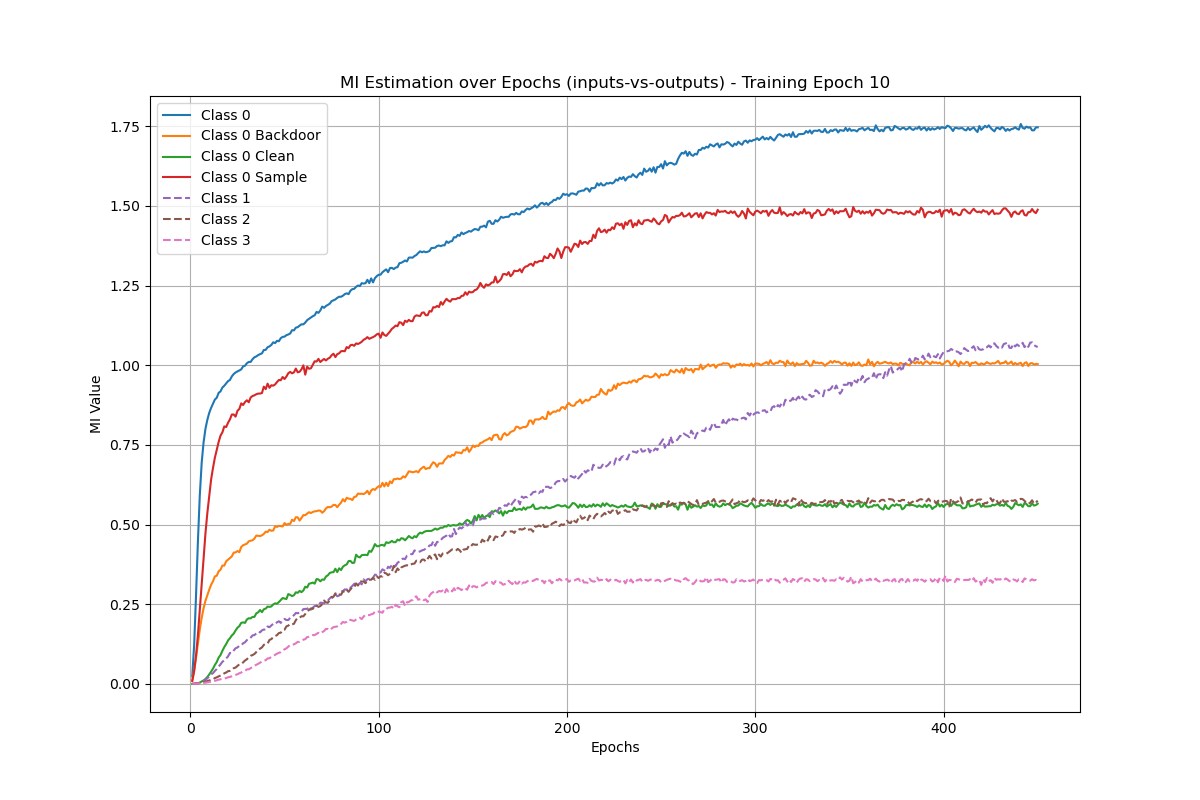 MI Estimation over Epochs (inputs-vs-outputs) - Training Epoch 10
Class 0
Class 0 Backdoor
Class 0 Clean
Class 0 Sample
Class 1
Class 2
Class 3
MI Value
1.75
1.50
1.25
1.00
0.75
0.50
0.25
0.00
0
100
200
300
400
Epochs